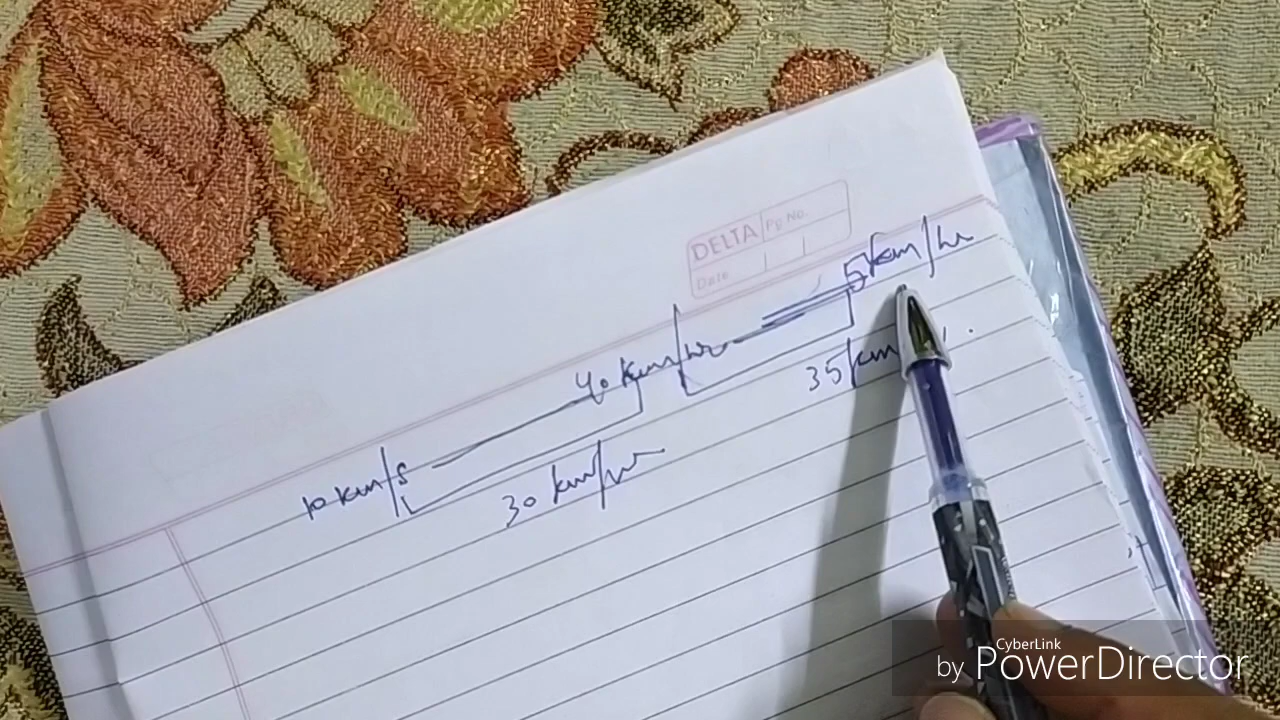 DELTA Pg No.
Date
10 km/s 40 km/hr 5 km/hr
30 km/hr 35 km
CyberLink
by PowerDirector